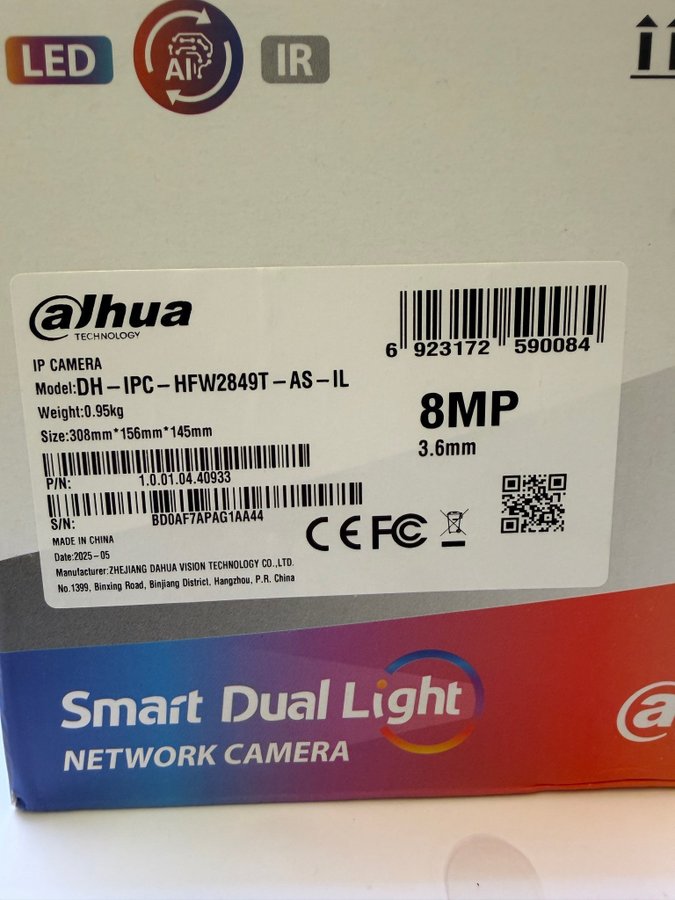 LED
AI
IR
alhua
TECHNOLOGY
IP CAMERA
Model:DH-IPC-HFW2849T-AS-IL
Weight:0.95kg
Size:308mm*156mm*145mm
P/N: 1.0.01.04.40933
S/N: BD0AF7APAG1AA44
MADE IN CHINA
Date:2025-05
Manufacturer:ZHEJIANG DAHUA VISION TECHNOLOGY CO.,LTD.
No.1399, Binxing Road, Binjiang District, Hangzhou, P.R. China
6 923172 590084
8MP
3.6mm
CE FC
Smart Dual Light
NETWORK CAMERA
a